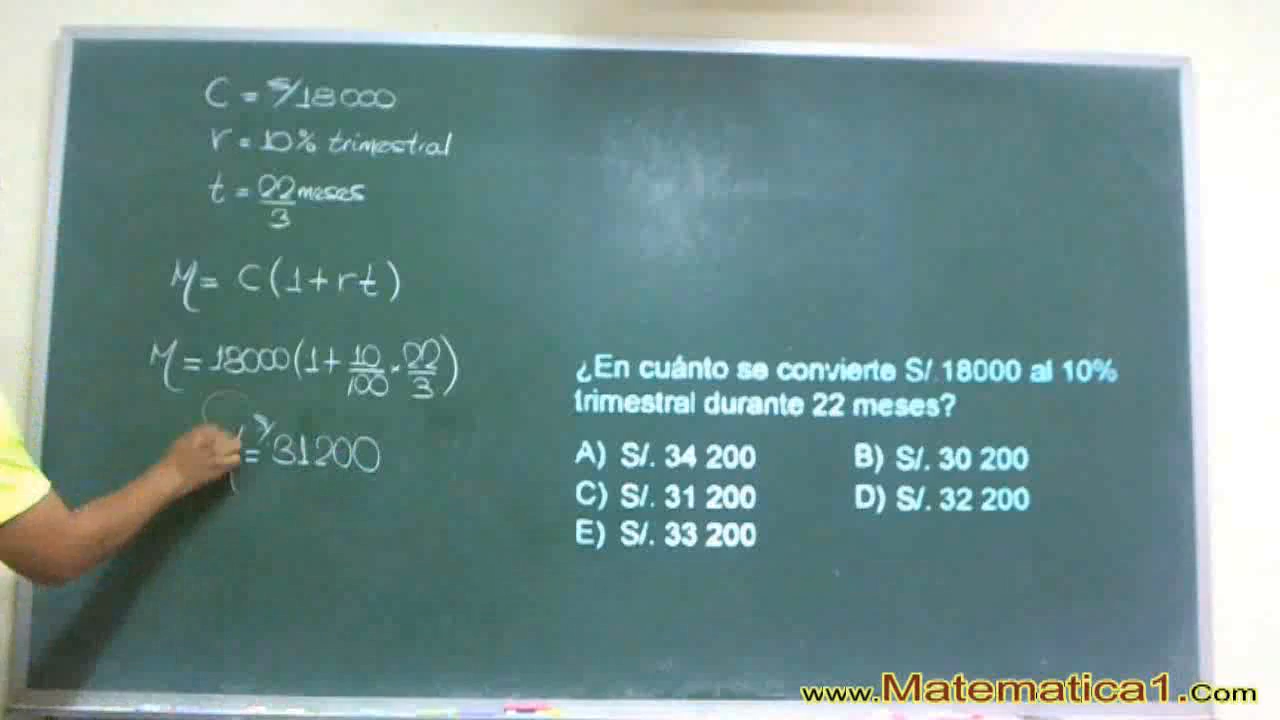 C = S/18000
r = 10% trimestral
t = 22/3 meses
M = C(1+rt)
M = 18000(1 + 10/100 . 22/3)
= S/ 31200
¿En cuánto se convierte S/. 18000 al 10%
trimestral durante 22 meses?
A) S/. 34 200 B) S/. 30 200
C) S/. 31 200 D) S/. 32 200
E) S/. 33 200
www.Matematica1.Com